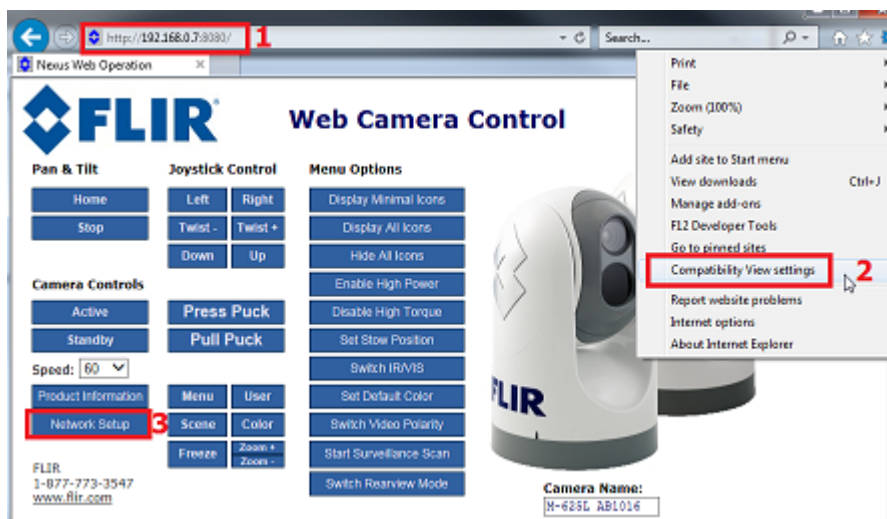 http://192.168.0.7:8080/ 1
Search...
Nexus Web Operation
FLIR
Web Camera Control
Pan & Tilt
Home
Stop
Camera Controls
Active
Standby
Speed: 60
Product Information
Network Setup 3
FLIR
1-877-773-3547
www.flir.com
Joystick Control
Left Right
Twist - Twist +
Down Up
Press Puck
Pull Puck
Menu User
Scene Color
Freeze Zoom +
Zoom -
Menu Options
Display Minimal Icons
Display All Icons
Hide All Icons
Enable High Power
Disable High Torque
Set Stow Position
Switch IR/VIS
Set Default Color
Switch Video Polarity
Start Surveillance Scan
Switch Rearview Mode
FLIR
Camera Name:
M-625L AB1016
Print
File
Zoom (100%)
Safety
Add site to Start menu
View downloads Ctrl+J
Manage add-ons
F12 Developer Tools
Go to pinned sites
Compatibility View settings 2
Report website problems
Internet options
About Internet Explorer